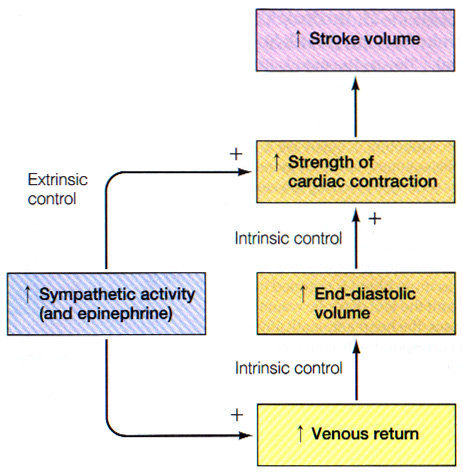 ↑ Stroke volume
+
↑ Strength of
cardiac contraction
Extrinsic
control
+
Intrinsic control
↑ Sympathetic activity
(and epinephrine)
↑ End-diastolic
volume
Intrinsic control
+
↑ Venous return